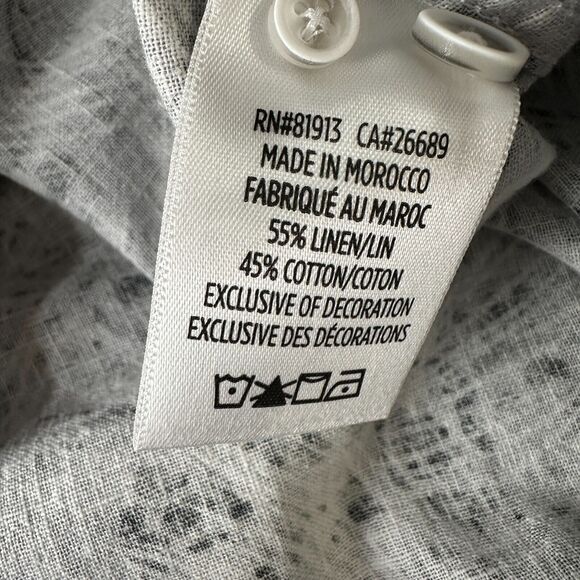 RN#81913 CA#26689
MADE IN MOROCCO
FABRIQUÉ AU MAROC
55% LINEN/LIN
45% COTTON/COTON
EXCLUSIVE OF DECORATION
EXCLUSIVE DES DÉCORATIONS